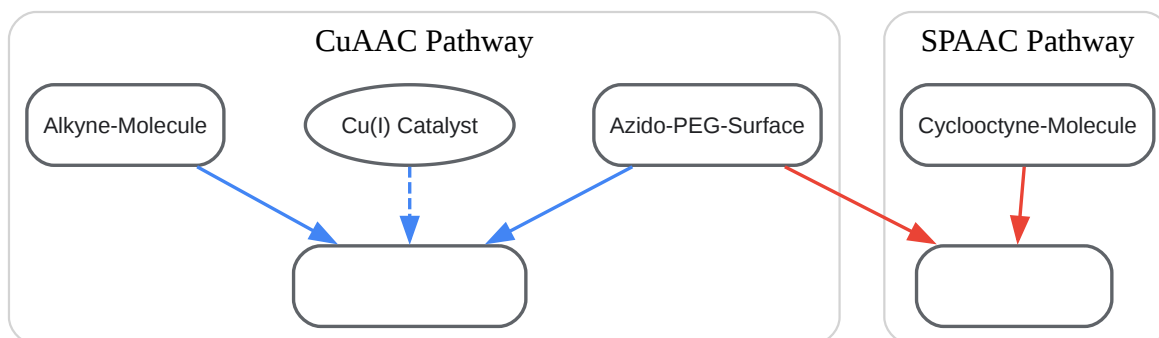 CuAAC Pathway
SPAAC Pathway
Alkyne-Molecule
Cu(I) Catalyst
Azido-PEG-Surface
Cyclooctyne-Molecule